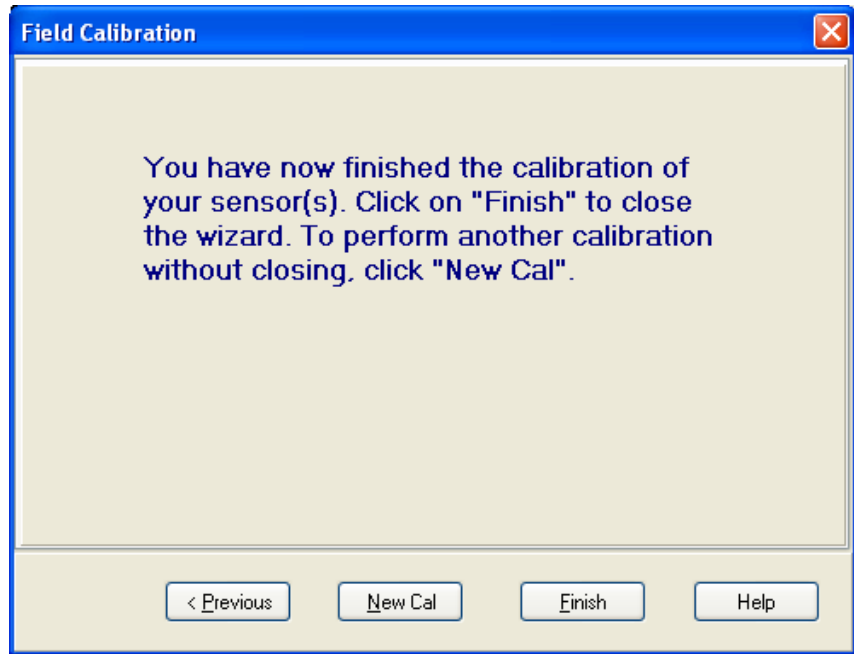 Field Calibration
You have now finished the calibration of
your sensor(s). Click on "Finish" to close
the wizard. To perform another calibration
without closing, click "New Cal".
< Previous New Cal Finish Help